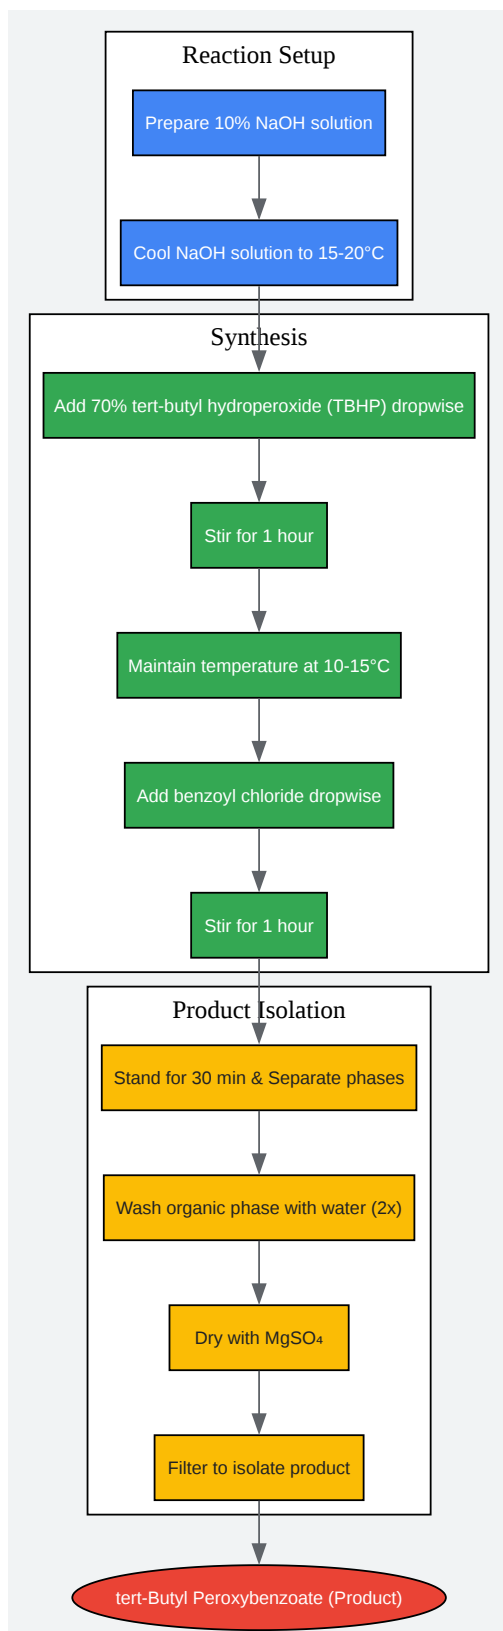 Reaction Setup
Prepare 10% NaOH solution
Cool NaOH solution to 15-20°C
Synthesis
Add 70% tert-butyl hydroperoxide (TBHP) dropwise
Stir for 1 hour
Maintain temperature at 10-15°C
Add benzoyl chloride dropwise
Stir for 1 hour
Product Isolation
Stand for 30 min & Separate phases
Wash organic phase with water (2x)
Dry with MgSO₄
Filter to isolate product
tert-Butyl Peroxybenzoate (Product)